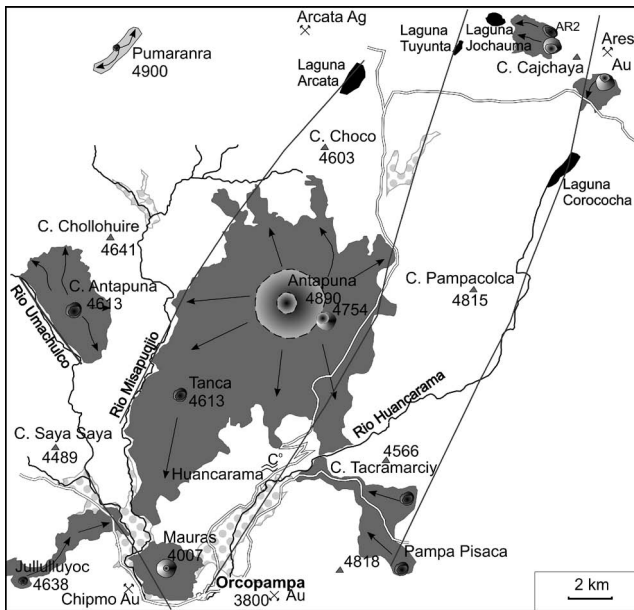 Arcata Ag
Pumaranra
4900
Laguna
Arcata
Laguna
Tuyunta
Laguna
Jochauma
AR2
Ares
Au
C. Cajchaya
C. Choco
4603
Laguna
Corococha
C. Chollohuire
4641
C. Antapuna
4613
Rio Umachulco
Rio Misapuqjio
Antapuna
4890
4754
C. Pampacolca
4815
Tanca
4613
Rio Huancarama
C. Saya Saya
4489
Huancarama
C°
4566
C. Tacramarciy
Mauras
4007
Pampa Pisaca
Jullulluyoc
4638
Chipmo Au
Orcopampa
3800
Au
4818
2 km